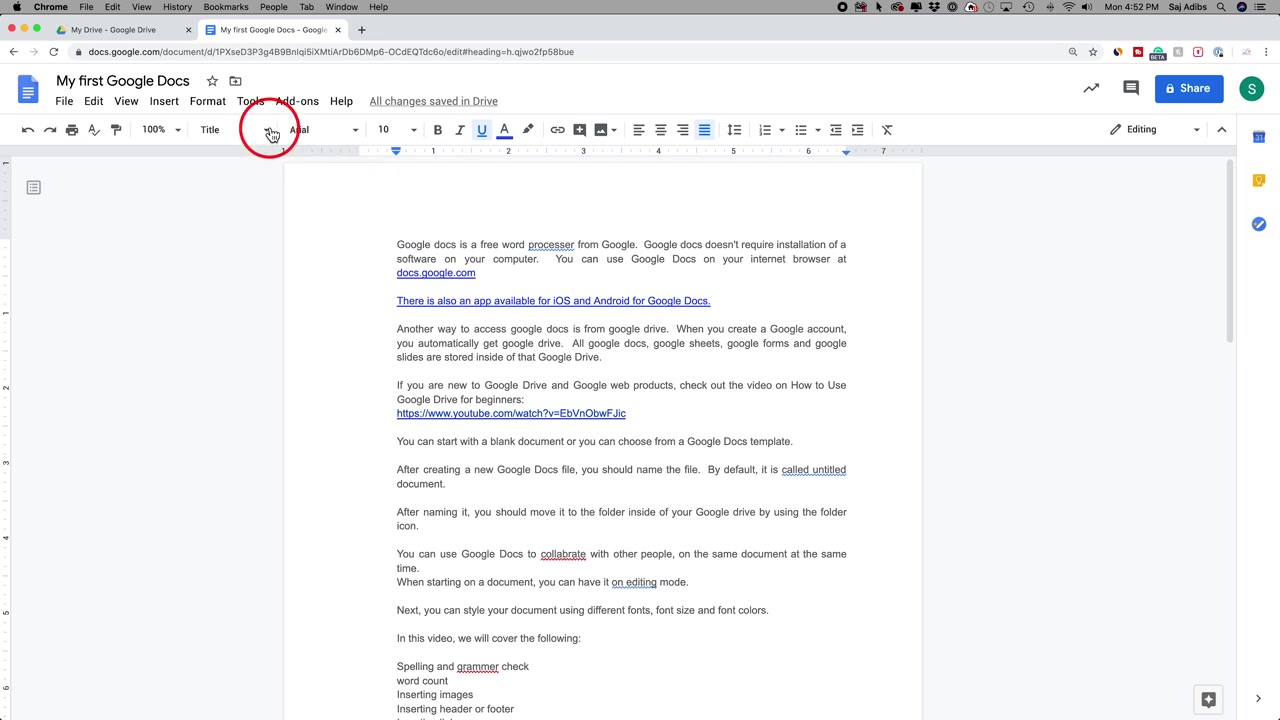 Chrome File Edit View History Bookmarks People Tab Window Help Mon 4:52 PM Saj Adibs
My Drive - Google Drive My first Google Docs - Google
docs.google.com/document/d/1PXseD3P3g4B9Bnlqi5iXMtiArDb6DMp6-OCdEQTdc6o/edit#heading=h.qjwo2fp58bue
BETA
My first Google Docs
File Edit View Insert Format Tools Add-ons Help All changes saved in Drive
Share
S
100% Title Arial 10 B I U A Editing
1 1 2 3 4 5 6 7
Google docs is a free word processer from Google. Google docs doesn't require installation of a
software on your computer. You can use Google Docs on your internet browser at
docs.google.com
There is also an app available for iOS and Android for Google Docs.
Another way to access google docs is from google drive. When you create a Google account,
you automatically get google drive. All google docs, google sheets, google forms and google
slides are stored inside of that Google Drive.
If you are new to Google Drive and Google web products, check out the video on How to Use
Google Drive for beginners:
https://www.youtube.com/watch?v=EbVnObwFJic
You can start with a blank document or you can choose from a Google Docs template.
After creating a new Google Docs file, you should name the file. By default, it is called untitled
document.
After naming it, you should move it to the folder inside of your Google drive by using the folder
icon.
You can use Google Docs to collabrate with other people, on the same document at the same
time.
When starting on a document, you can have it on editing mode.
Next, you can style your document using different fonts, font size and font colors.
In this video, we will cover the following:
Spelling and grammer check
word count
Inserting images
Inserting header or footer